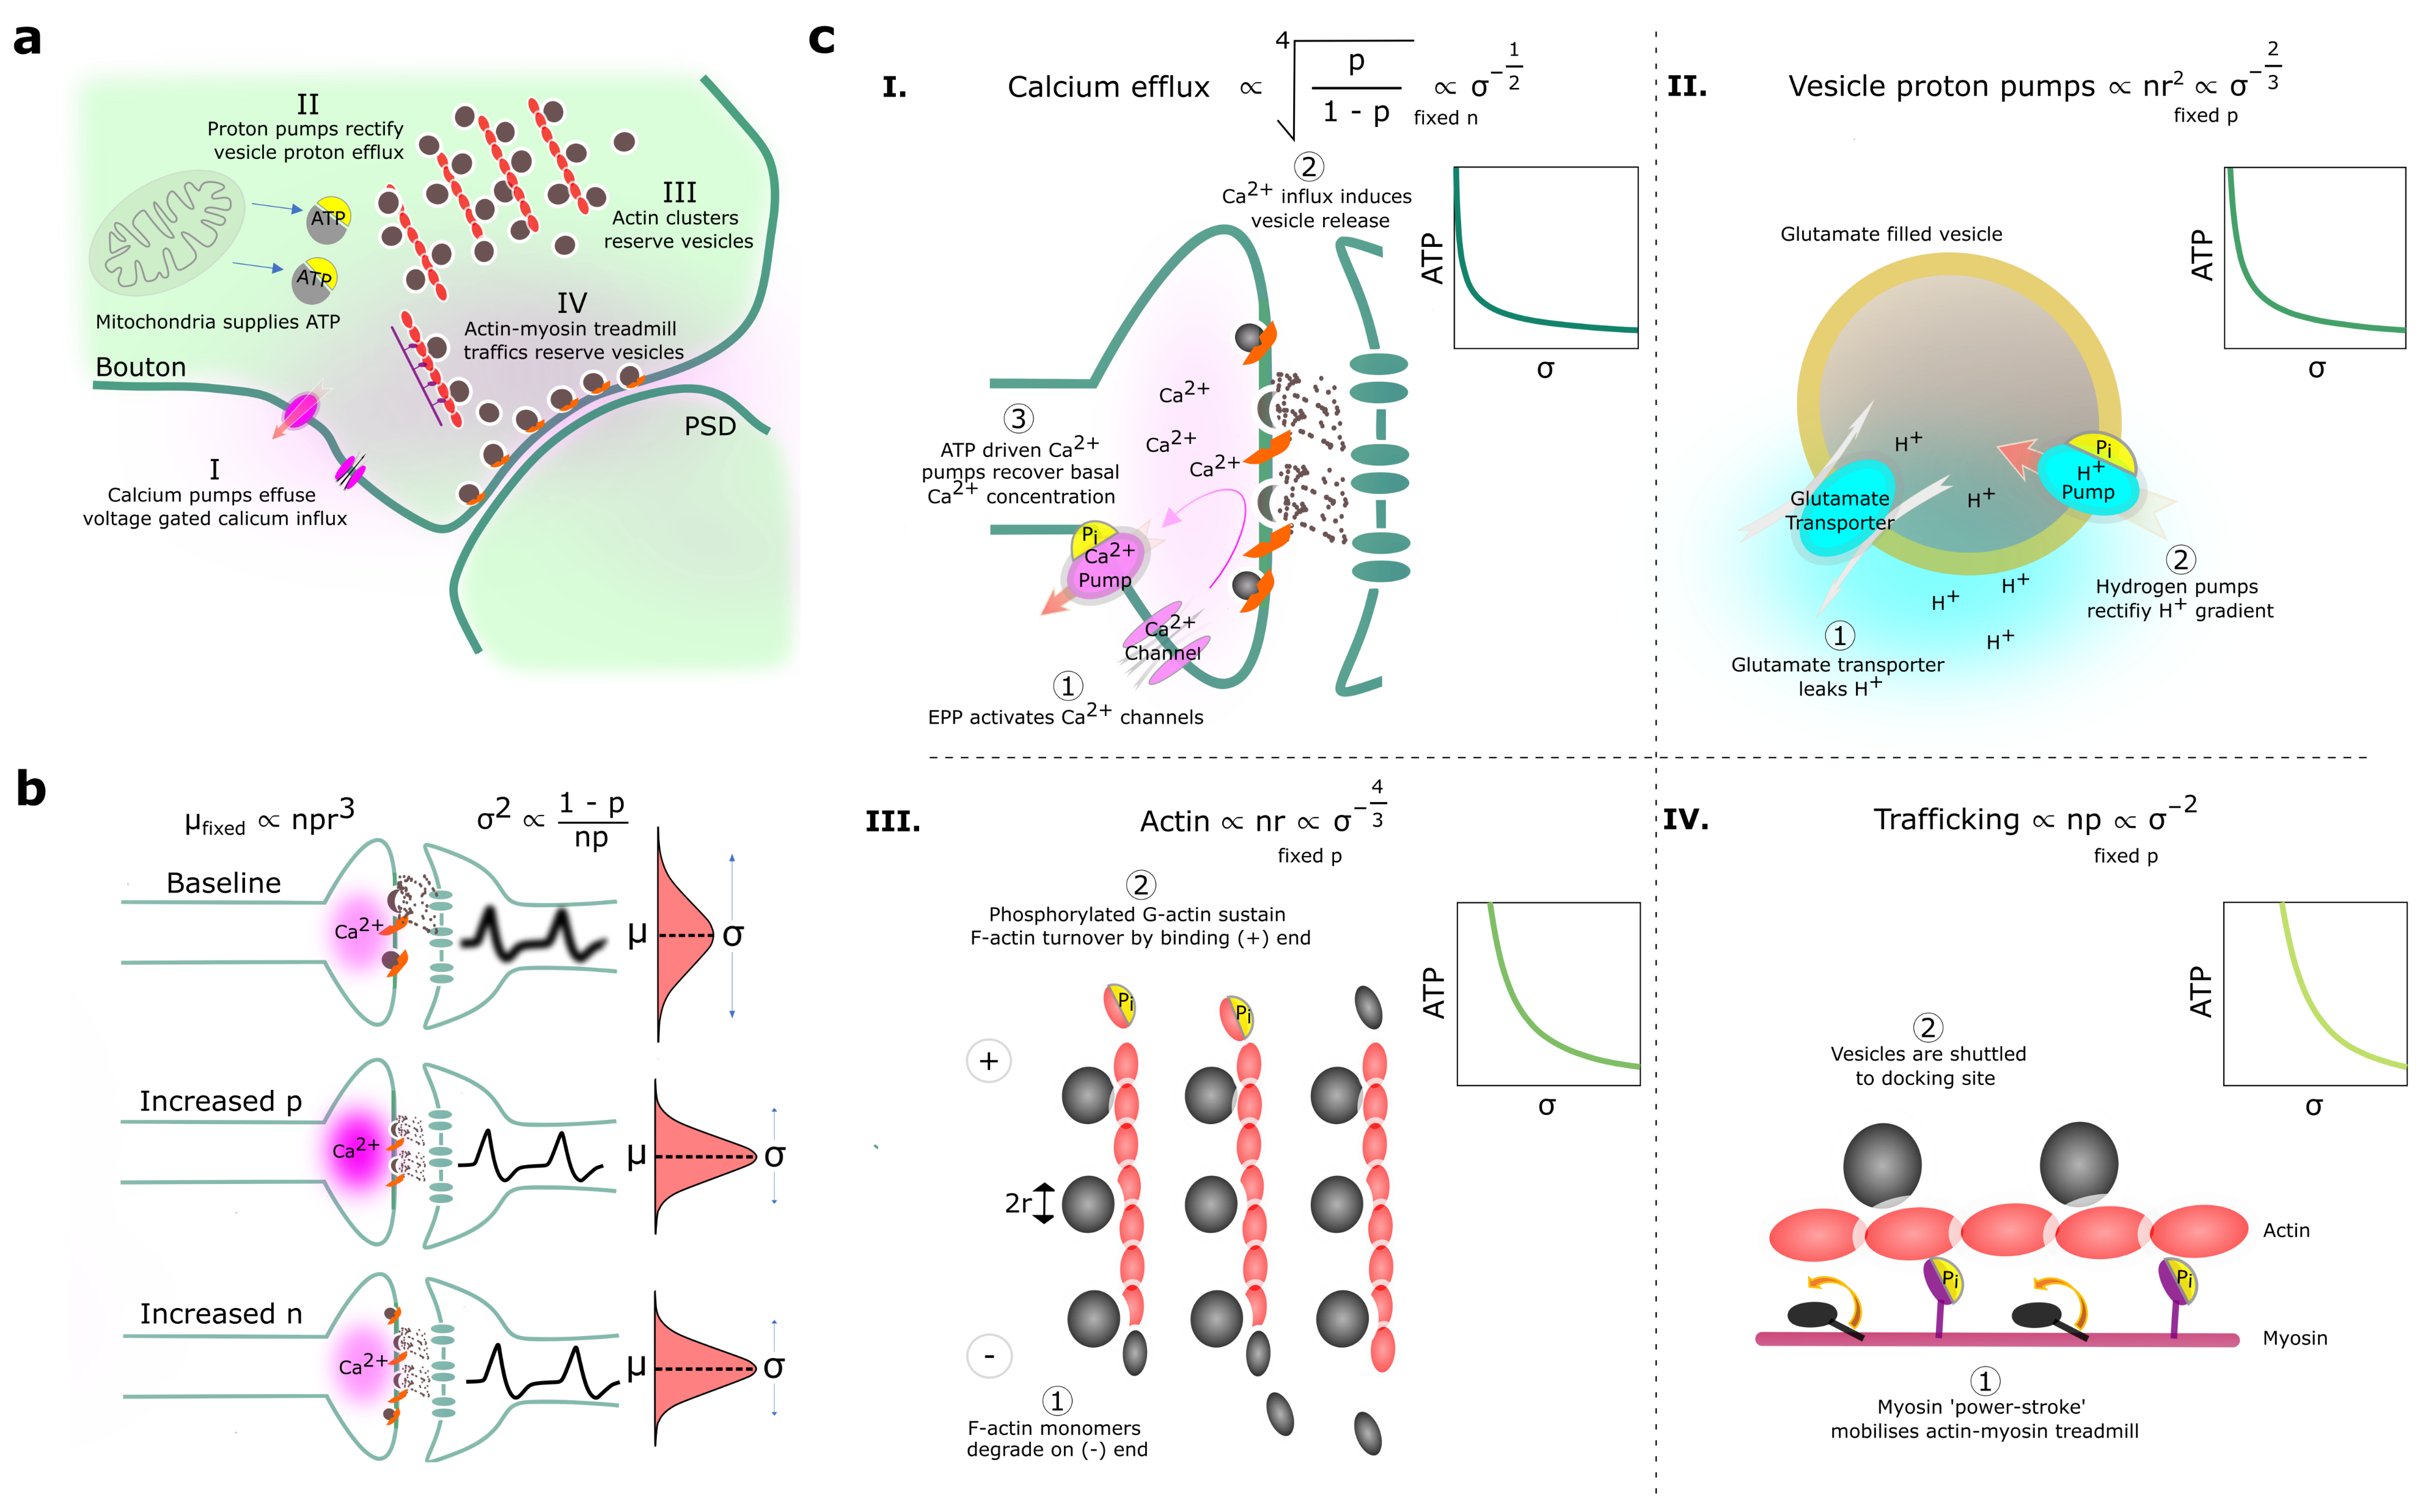 a
II
Proton pumps rectify
vesicle proton efflux
ATP
ATP
Mitochondria supplies ATP
III
Actin clusters
reserve vesicles
IV
Actin-myosin treadmill
traffics reserve vesicles
Bouton
PSD
I
Calcium pumps effuse
voltage gated calicum influx
b
μfixed ∝ npr³
σ² ∝ (1 - p)/np
Baseline
Ca2+
μ
σ
Increased p
Ca2+
μ
σ
Increased n
Ca2+
μ
σ
c
I.
Calcium efflux ∝ ⁴√(p/(1 - p)) ∝ σ^-1/2
fixed n
②
Ca2+ influx induces
vesicle release
ATP
σ
Ca2+
Ca2+
Ca2+
③
ATP driven Ca2+
pumps recover basal
Ca2+ concentration
Pi
Ca2+
Pump
Ca2+
Channel
①
EPP activates Ca2+ channels
II.
Vesicle proton pumps ∝ nr² ∝ σ^-2/3
fixed p
Glutamate filled vesicle
ATP
σ
H+
H+
Pi
H+
Pump
Glutamate
Transporter
H+
H+
H+
②
Hydrogen pumps
rectifiy H+ gradient
①
Glutamate transporter
leaks H+
III.
Actin ∝ nr ∝ σ^-4/3
fixed p
②
Phosphorylated G-actin sustain
F-actin turnover by binding (+) end
ATP
σ
Pi
Pi
+
2r
-
①
F-actin monomers
degrade on (-) end
IV.
Trafficking ∝ np ∝ σ^-2
fixed p
ATP
σ
②
Vesicles are shuttled
to docking site
Actin
Pi
Pi
Myosin
①
Myosin 'power-stroke'
mobilises actin-myosin treadmill